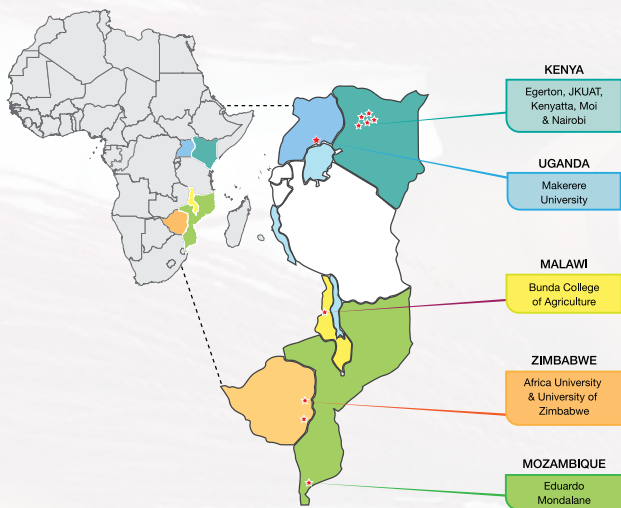 KENYA
Egerton, JKUAT,
Kenyatta, Moi
& Nairobi
UGANDA
Makerere
University
MALAWI
Bunda College
of Agriculture
ZIMBABWE
Africa University
& University of
Zimbabwe
MOZAMBIQUE
Eduardo
Mondalane